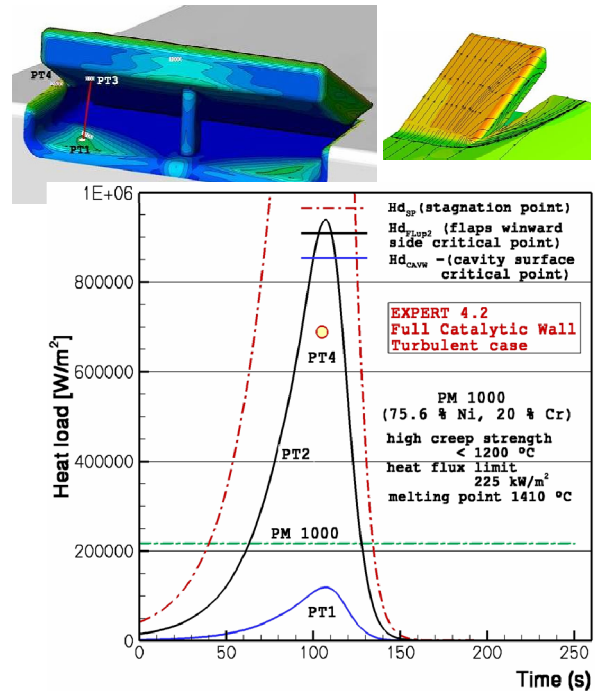 PT4
PT3
PT1
1E+06
800000
600000
400000
200000
0
Heat load [W/m²]
0
50
100
150
200
250
Time (s)
Hd_SP (stagnation point)
Hd_FLup2 (flaps winward
side critical point)
Hd_CAVW -(cavity surface
critical point)
EXPERT 4.2
Full Catalytic Wall
Turbulent case
PT4
PM 1000
(75.6 % Ni, 20 % Cr)
high creep strength
< 1200 ºC
heat flux limit
225 kW/m²
melting point 1410 ºC
PT2
PM 1000
PT1